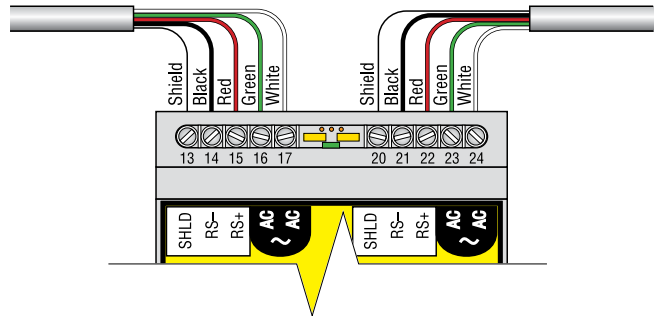 Shield Black Red Green White Shield Black Red Green White
13 14 15 16 17 20 21 22 23 24
SHLD RS– RS+ AC ~ AC SHLD RS– RS+ AC ~ AC